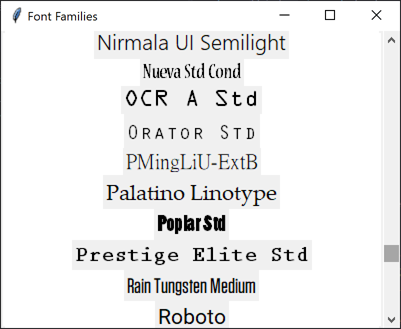 Font Families
Nirmala UI Semilight
Nueva Std Cond
OCR A Std
Orator Std
PMingLiU-ExtB
Palatino Linotype
Poplar Std
Prestige Elite Std
Rain Tungsten Medium
Roboto